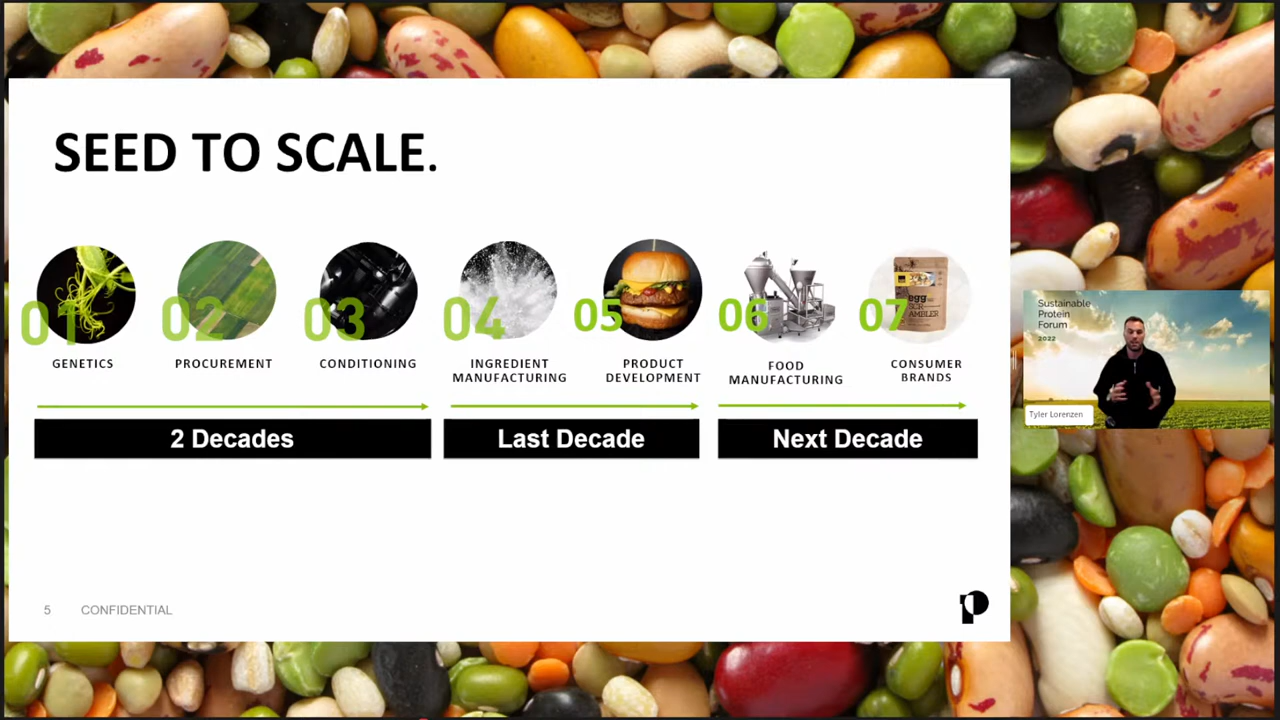 SEED TO SCALE.
01
02
03
04
05
06
07
GENETICS
PROCUREMENT
CONDITIONING
INGREDIENT
MANUFACTURING
PRODUCT
DEVELOPMENT
FOOD
MANUFACTURING
CONSUMER
BRANDS
egg
2 Decades
Last Decade
Next Decade
5 CONFIDENTIAL
Sustainable
Protein
Forum
2022
Tyler Lorenzen